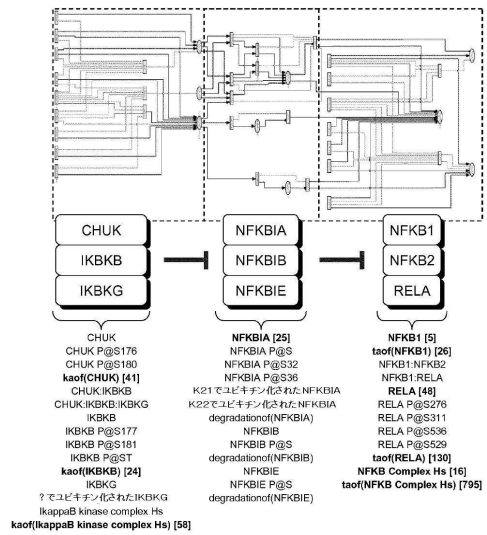 CHUK
IKBKB
IKBKG
NFKBIA
NFKBIB
NFKBIE
NFKB1
NFKB2
RELA
CHUK
CHUK P@S176
CHUK P@S180
kaof(CHUK) [41]
CHUK:IKBKB
CHUK:IKBKB:IKBKG
IKBKB
IKBKB P@S177
IKBKB P@S181
IKBKB P@ST
kaof(IKBKB) [24]
IKBKG
?でユビキチン化されたIKBKG
IkappaB kinase complex Hs
kaof(IkappaB kinase complex Hs) [58]
NFKBIA [25]
NFKBIA P@S
NFKBIA P@S32
NFKBIA P@S36
K21でユビキチン化されたNFKBIA
K22でユビキチン化されたNFKBIA
degradationof(NFKBIA)
NFKBIB
NFKBIB P@S
degradationof(NFKBIB)
NFKBIE
NFKBIE P@S
degradationof(NFKBIE)
NFKB1 [5]
taof(NFKB1) [26]
NFKB1:NFKB2
NFKB1:RELA
RELA [48]
RELA P@S276
RELA P@S311
RELA P@S536
RELA P@S529
taof(RELA) [130]
NFKB Complex Hs [16]
taof(NFKB Complex Hs) [795]